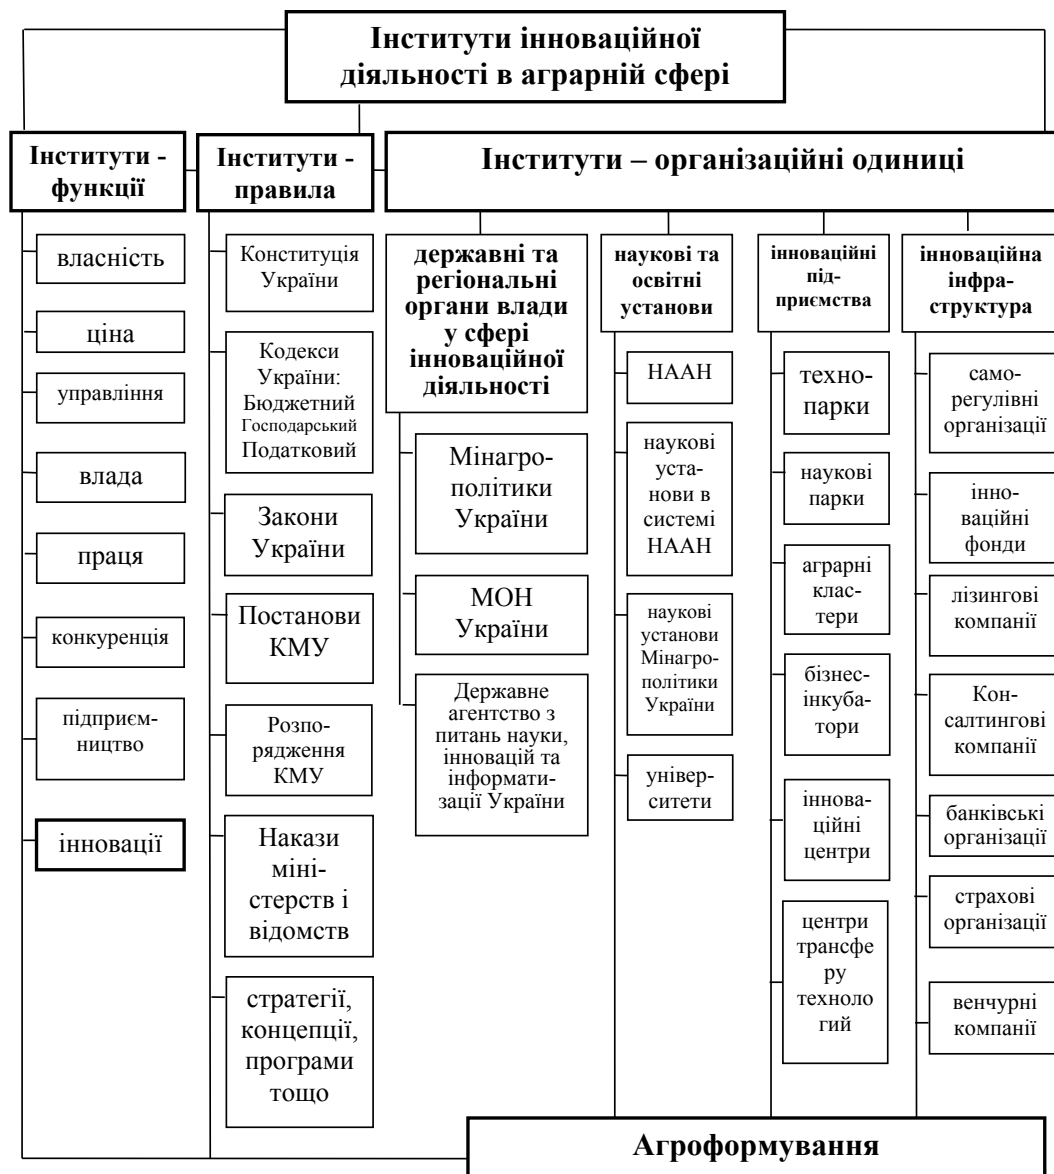 Інститути інноваційної
діяльності в аграрній сфері
Інститути -
функції
Інститути -
правила
Інститути – організаційні одиниці
власність
ціна
управління
влада
праця
конкуренція
підприєм-
ництво
інновації
Конституція
України
Кодекси
України:
Бюджетний
Господарський
Податковий
Закони
України
Постанови
КМУ
Розпо-
рядження
КМУ
Накази
міні-
стерств і
відомств
стратегії,
концепції,
програми
тощо
державні та
регіональні
органи влади
у сфері
інноваційної
діяльності
Мінагро-
політики
України
МОН
України
Державне
агентство з
питань науки,
інновацій та
інформати-
зації України
наукові та
освітні
установи
НААН
наукові
уста-
нови в
системі
НААН
наукові
установи
Мінагро-
політики
України
універ-
ситети
інноваційні
під-
приємства
техно-
парки
наукові
парки
аграрні
клас-
тери
бізнес-
інкуба-
тори
іннова-
ційні
центри
центри
трансфе
ру
техноло
гий
інноваційна
інфра-
структура
само-
регулівні
організації
інно-
ваційні
фонди
лізингові
компанії
Кон-
салтингові
компанії
банківські
організації
страхові
організації
венчурні
компанії
Агроформування